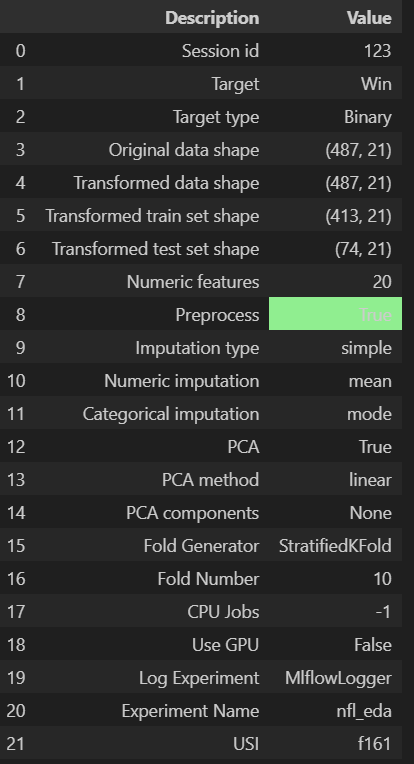 Description Value
0 Session id 123
1 Target Win
2 Target type Binary
3 Original data shape (487, 21)
4 Transformed data shape (487, 21)
5 Transformed train set shape (413, 21)
6 Transformed test set shape (74, 21)
7 Numeric features 20
8 Preprocess True
9 Imputation type simple
10 Numeric imputation mean
11 Categorical imputation mode
12 PCA True
13 PCA method linear
14 PCA components None
15 Fold Generator StratifiedKFold
16 Fold Number 10
17 CPU Jobs -1
18 Use GPU False
19 Log Experiment MlflowLogger
20 Experiment Name nfl_eda
21 USI f161